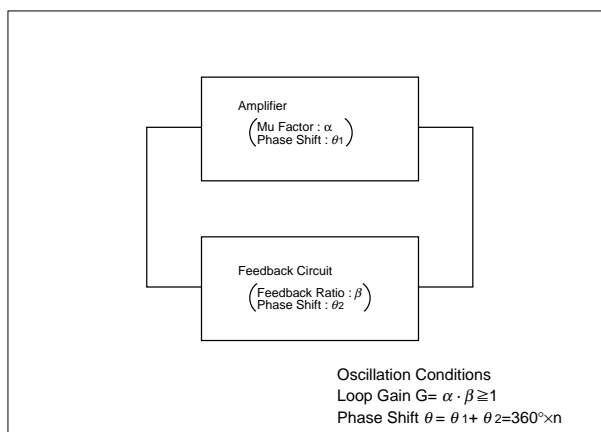 Amplifier
(Mu Factor : α
Phase Shift : θ1)
Feedback Circuit
(Feedback Ratio : β
Phase Shift : θ2)
Oscillation Conditions
Loop Gain G= α · β≧1
Phase Shift θ = θ1+ θ2=360°×n